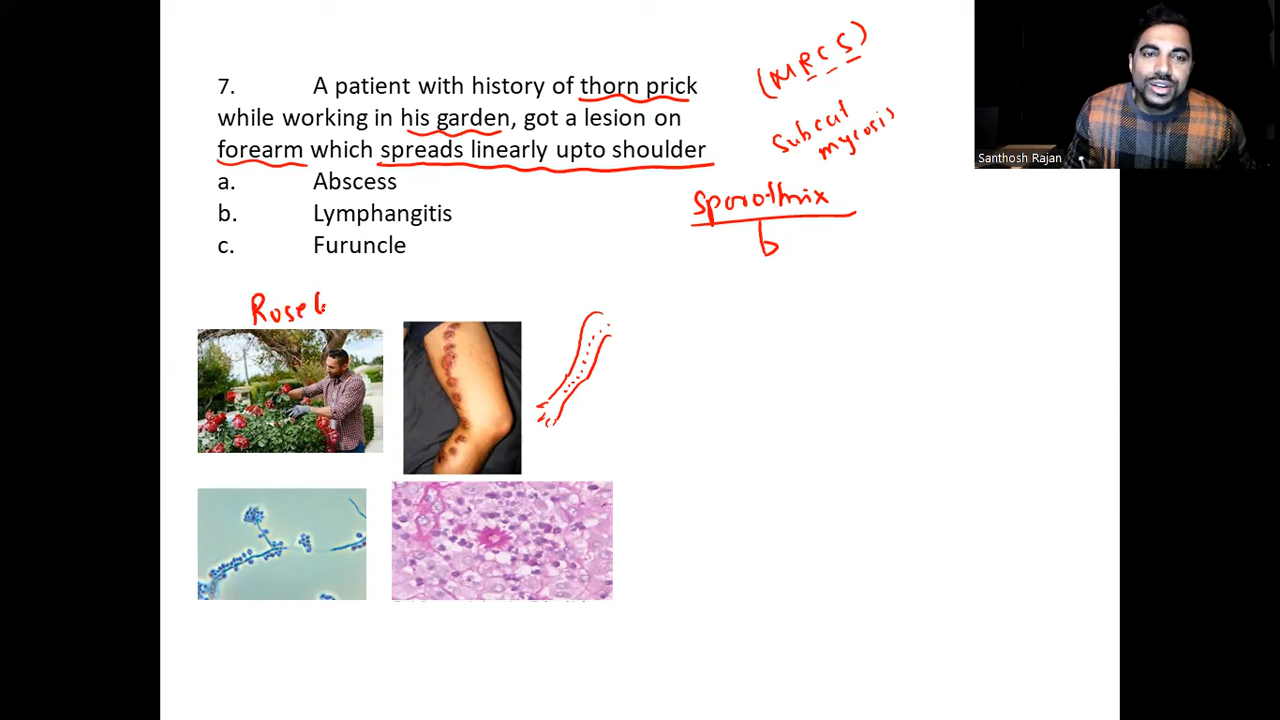 7. A patient with history of thorn prick
while working in his garden, got a lesion on
forearm which spreads linearly upto shoulder
a. Abscess
b. Lymphangitis
c. Furuncle
(MRCS)
Subcut
mycosis
Sporothrix
b
Rose
Santhosh Rajan